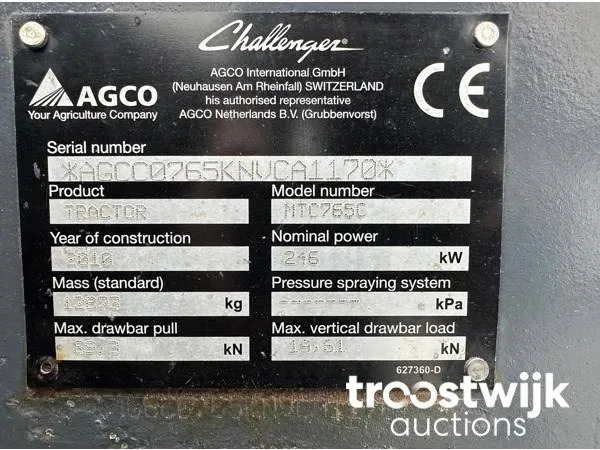 Challenger
AGCO
Your Agriculture Company
AGCO International GmbH
(Neuhausen Am Rheinfall) SWITZERLAND
his authorised representative
AGCO Netherlands B.V. (Grubbenvorst)
CE
Serial number
*AGCC0765KNVCA1170*
Product
Model number
TRACTOR
MTC765C
Year of construction
Nominal power
2010
246 kW
Mass (standard)
Pressure spraying system
kg
kPa
Max. drawbar pull
Max. vertical drawbar load
kN
19,61 kN
627360-D
troostwijk
auctions